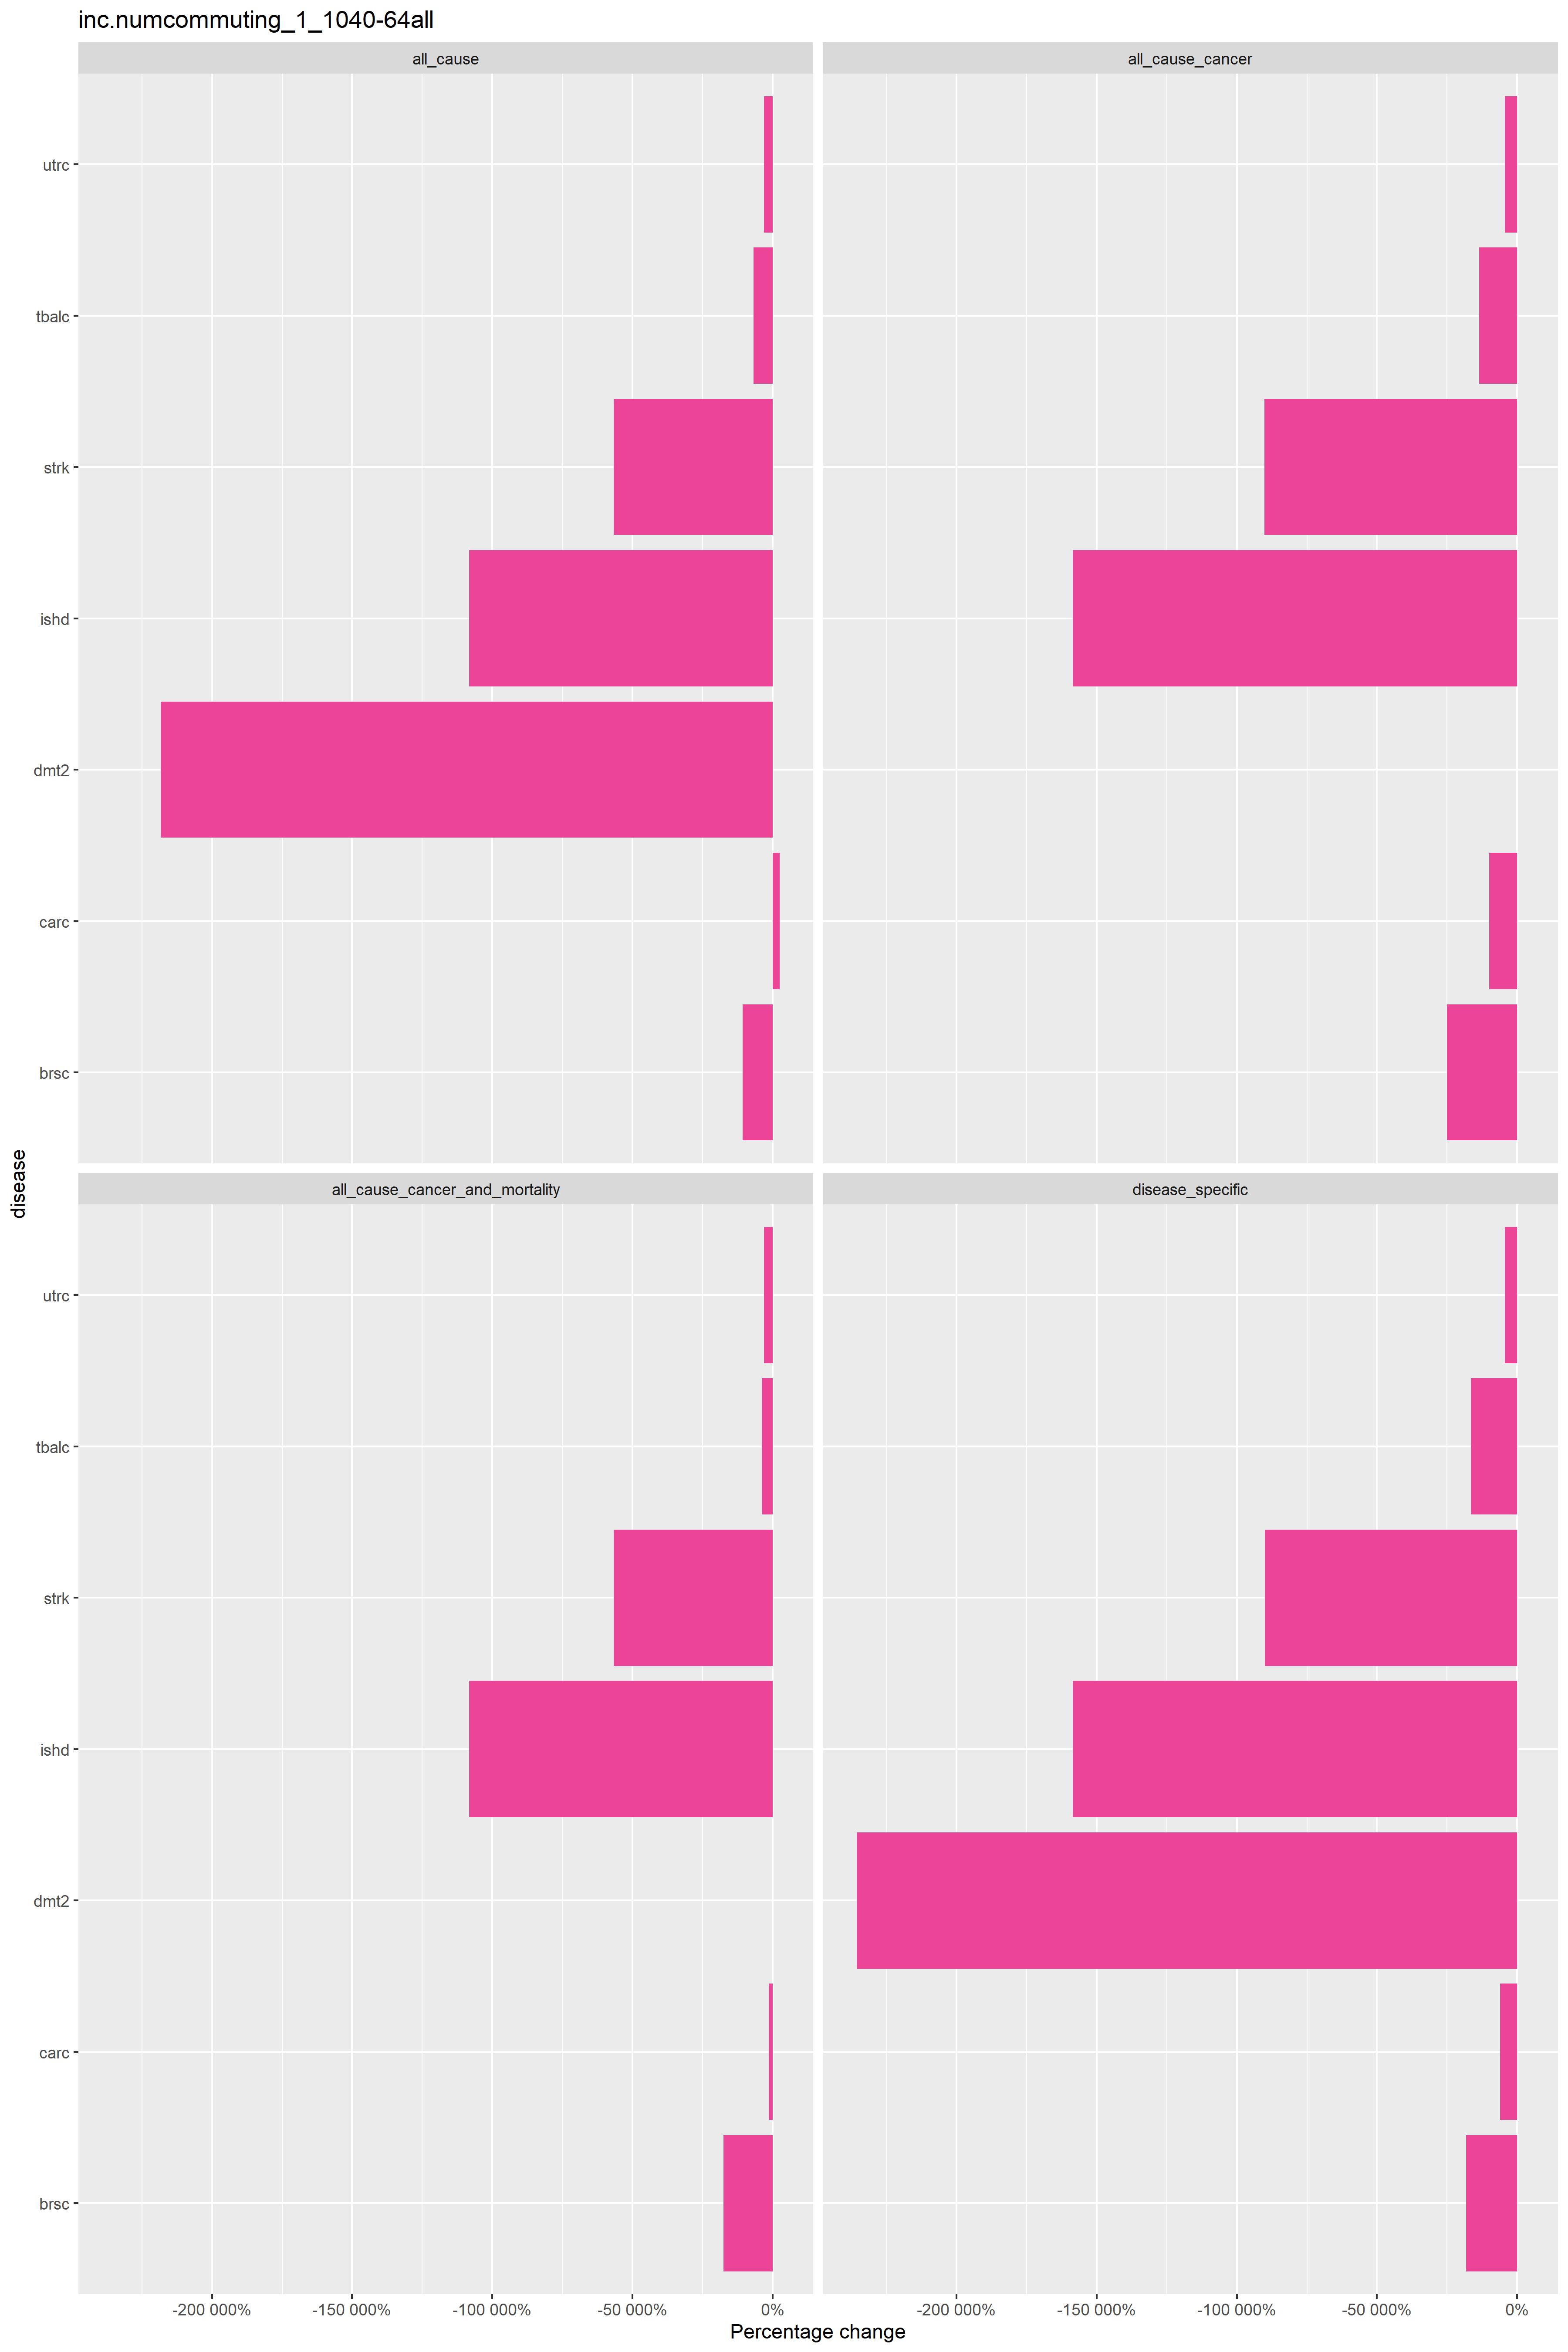 inc.numcommuting_1_1040-64all
all_cause
all_cause_cancer
utrc
tbalc
strk
ishd
dmt2
carc
brsc
disease
all_cause_cancer_and_mortality
disease_specific
utrc
tbalc
strk
ishd
dmt2
carc
brsc
-200 000% -150 000% -100 000% -50 000% 0%
-200 000% -150 000% -100 000% -50 000% 0%
Percentage change